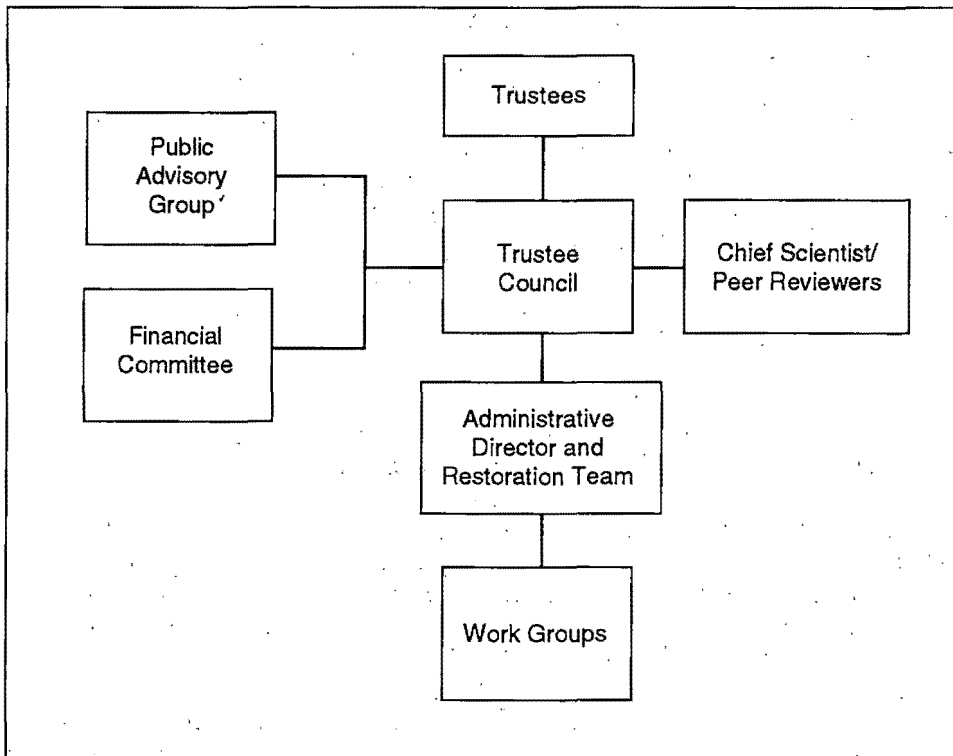 Trustees
Public
Advisory
Group
Trustee
Council
Chief Scientist/
Peer Reviewers
Financial
Committee
Administrative
Director and
Restoration Team
Work Groups